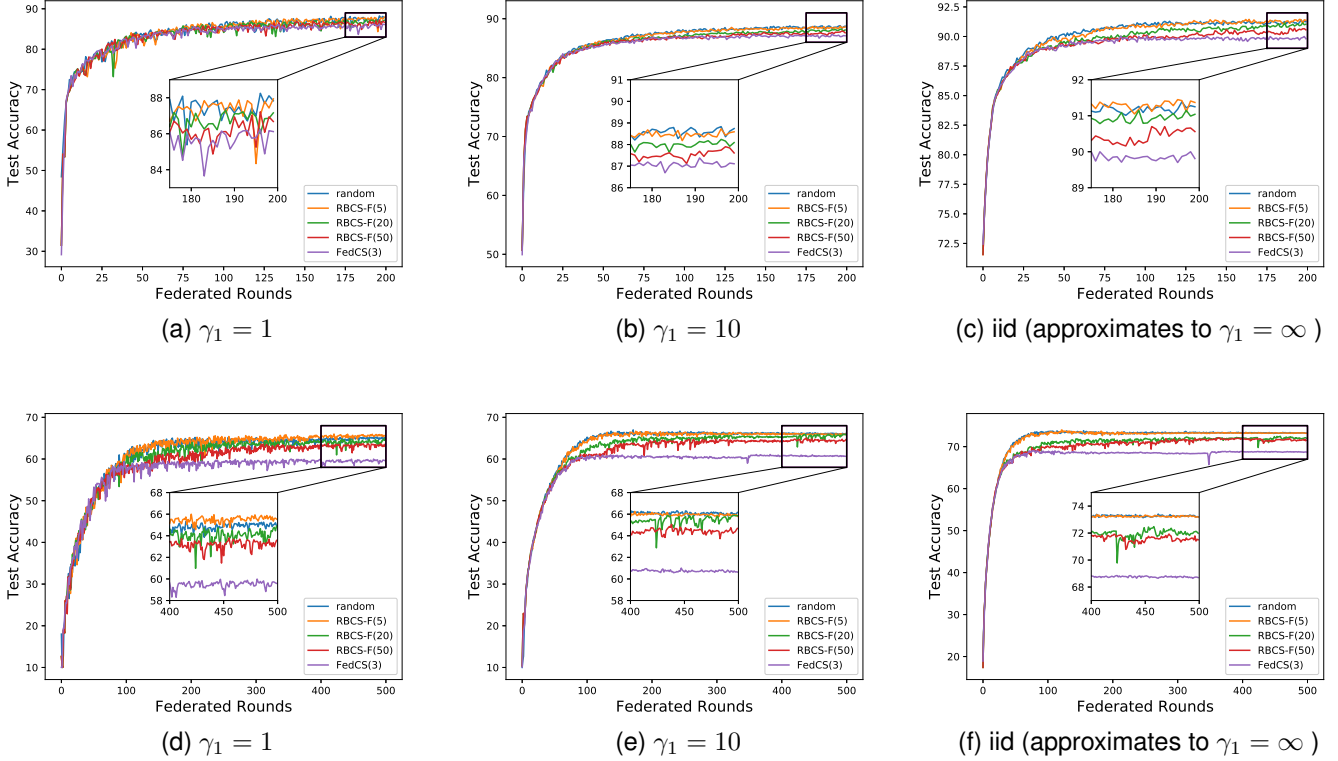 Test Accuracy
90
80
70
60
50
40
30
88
86
84
180 190 200
random
RBCS-F(5)
RBCS-F(20)
RBCS-F(50)
FedCS(3)
0 25 50 75 100 125 150 175 200
Federated Rounds
(a) γ₁ = 1
Test Accuracy
90
80
70
60
50
91
90
89
88
87
86
180 190 200
random
RBCS-F(5)
RBCS-F(20)
RBCS-F(50)
FedCS(3)
0 25 50 75 100 125 150 175 200
Federated Rounds
(b) γ₁ = 10
Test Accuracy
92.5
90.0
87.5
85.0
82.5
80.0
77.5
75.0
72.5
92
91
90
89
180 190 200
random
RBCS-F(5)
RBCS-F(20)
RBCS-F(50)
FedCS(3)
0 25 50 75 100 125 150 175 200
Federated Rounds
(c) iid (approximates to γ₁ = ∞ )
Test Accuracy
70
60
50
40
30
20
10
68
66
64
62
60
58
400 450 500
random
RBCS-F(5)
RBCS-F(20)
RBCS-F(50)
FedCS(3)
0 100 200 300 400 500
Federated Rounds
(d) γ₁ = 1
Test Accuracy
70
60
50
40
30
20
10
68
66
64
62
60
58
400 450 500
random
RBCS-F(5)
RBCS-F(20)
RBCS-F(50)
FedCS(3)
0 100 200 300 400 500
Federated Rounds
(e) γ₁ = 10
Test Accuracy
70
60
50
40
30
20
74
72
70
68
400 450 500
random
RBCS-F(5)
RBCS-F(20)
RBCS-F(50)
FedCS(3)
0 100 200 300 400 500
Federated Rounds
(f) iid (approximates to γ₁ = ∞ )